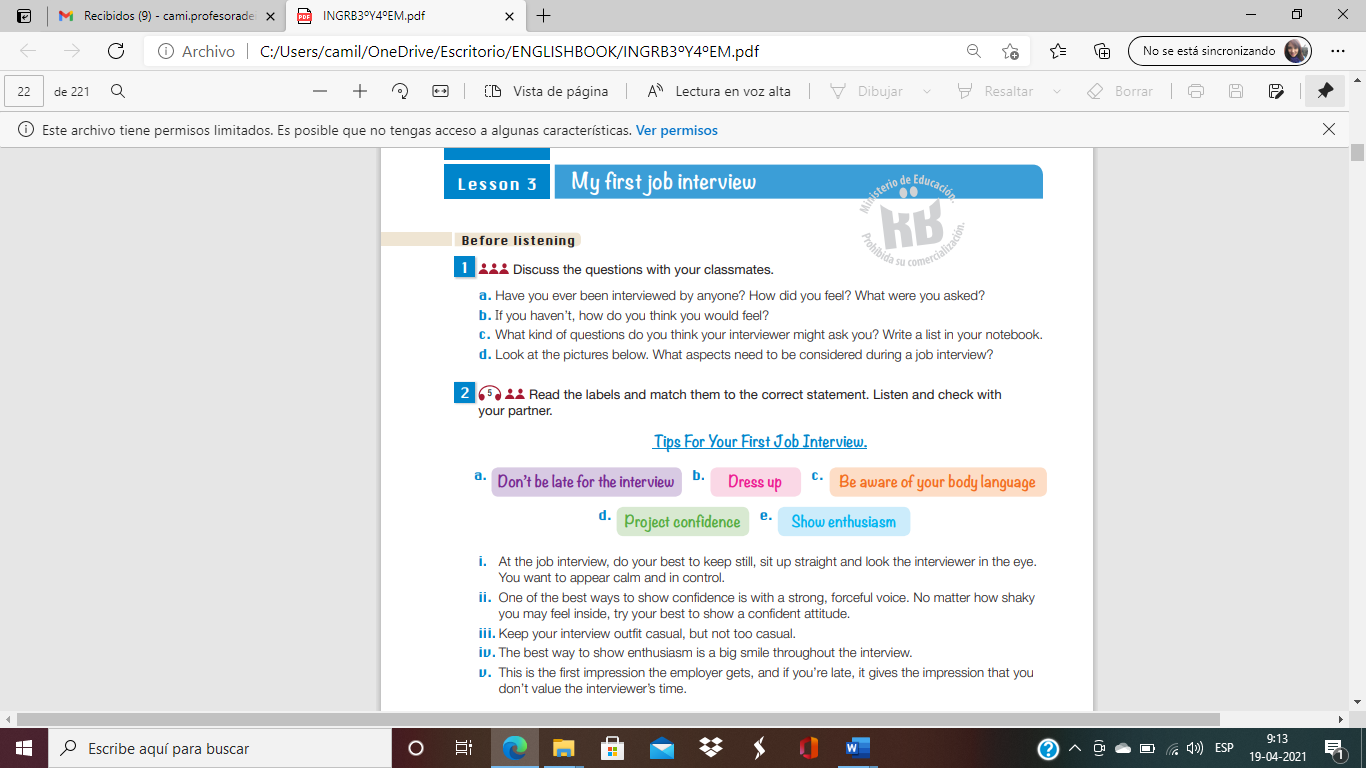 Recibidos (9) - cami.profesorade
INGRB3ºY4ºEM.pdf
Archivo
C:/Users/camil/OneDrive/Escritorio/ENGLISHBOOK/INGRB3ºY4ºEM.pdf
No se está sincronizando
22 de 221
Vista de página
Lectura en voz alta
Dibujar
Resaltar
Borrar
Este archivo tiene permisos limitados. Es posible que no tengas acceso a algunas características. Ver permisos
Lesson 3
My first job interview
Ministerio de Educación.
RB
Prohibida su comercialización.
Before listening
1 Discuss the questions with your classmates.
a. Have you ever been interviewed by anyone? How did you feel? What were you asked?
b. If you haven't, how do you think you would feel?
c. What kind of questions do you think your interviewer might ask you? Write a list in your notebook.
d. Look at the pictures below. What aspects need to be considered during a job interview?
2 5 Read the labels and match them to the correct statement. Listen and check with
your partner.
Tips For Your First Job Interview.
a. Don't be late for the interview
b. Dress up
c. Be aware of your body language
d. Project confidence
e. Show enthusiasm
i. At the job interview, do your best to keep still, sit up straight and look the interviewer in the eye.
You want to appear calm and in control.
ii. One of the best ways to show confidence is with a strong, forceful voice. No matter how shaky
you may feel inside, try your best to show a confident attitude.
iii. Keep your interview outfit casual, but not too casual.
iv. The best way to show enthusiasm is a big smile throughout the interview.
v. This is the first impression the employer gets, and if you're late, it gives the impression that you
don't value the interviewer's time.
Escribe aquí para buscar
ESP
9:13
19-04-2021
1